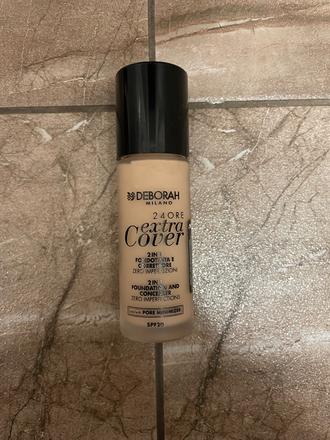 DEBORAH
MILANO
24ORE
extra
Cover
2 IN 1
FONDOTINTA E
CORRETTORE
ZERO IMPERFEZIONI
2 IN 1
FOUNDATION AND
CONCEALER
ZERO IMPERFECTIONS
PORE MINIMIZER
SPF20